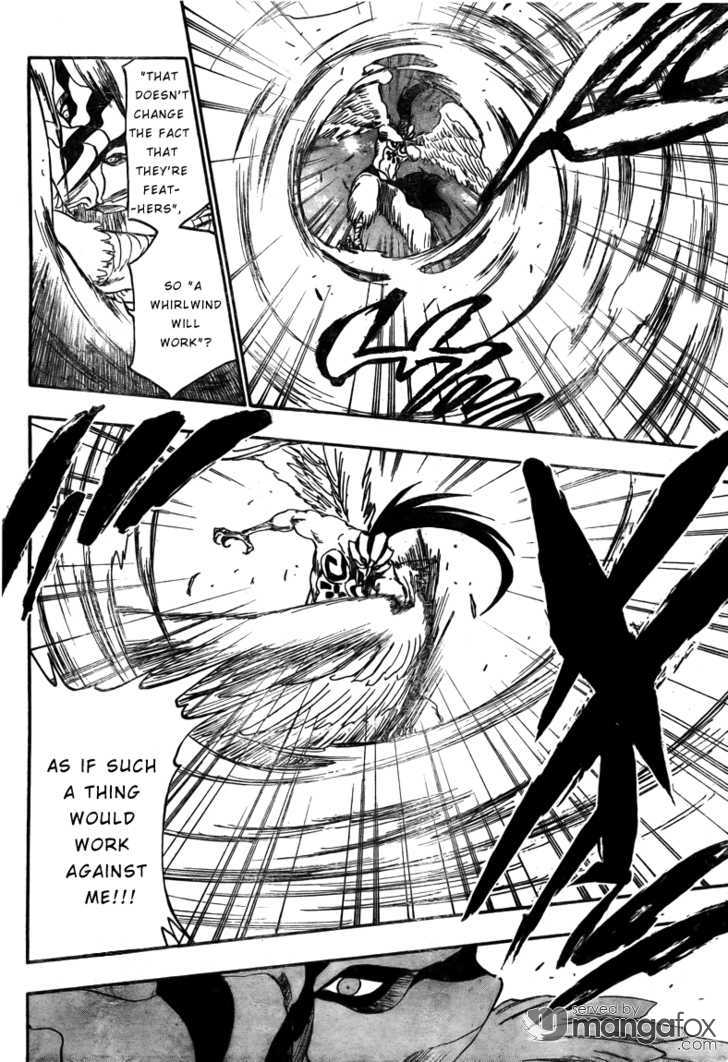 "THAT
DOESN'T
CHANGE
THE FACT
THAT
THEY'RE
FEAT-
-HERS",
SO "A
WHIRLWIND
WILL
WORK"?
AS IF SUCH
A THING
WOULD
WORK
AGAINST
ME!!!
served by
mangafox
.com